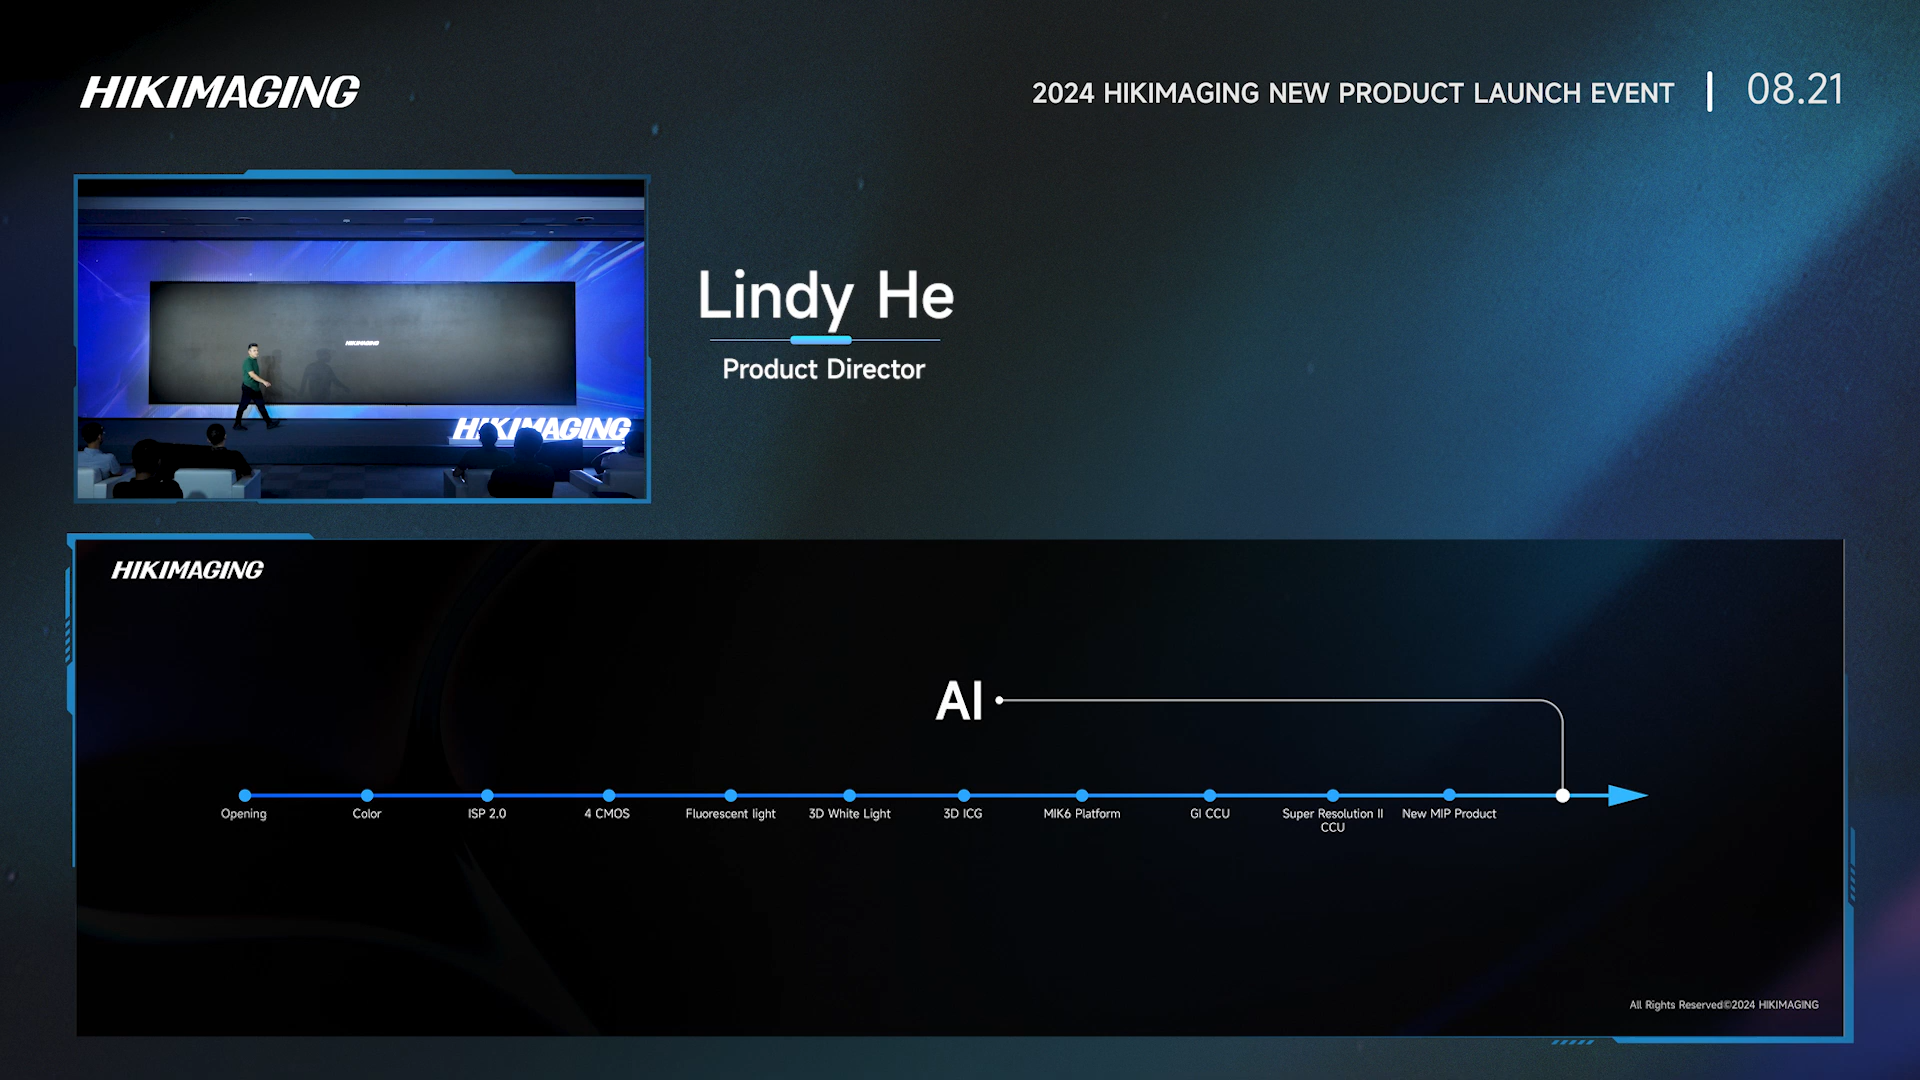 HIKIMAGING
2024 HIKIMAGING NEW PRODUCT LAUNCH EVENT | 08.21
HIKIMAGING
HIKIMAGING
Lindy He
Product Director
HIKIMAGING
AI
Opening
Color
ISP 2.0
4 CMOS
Fluorescent light
3D White Light
3D ICG
MIK6 Platform
GI CCU
Super Resolution II
CCU
New MIP Product
All Rights Reserved©2024 HIKIMAGING